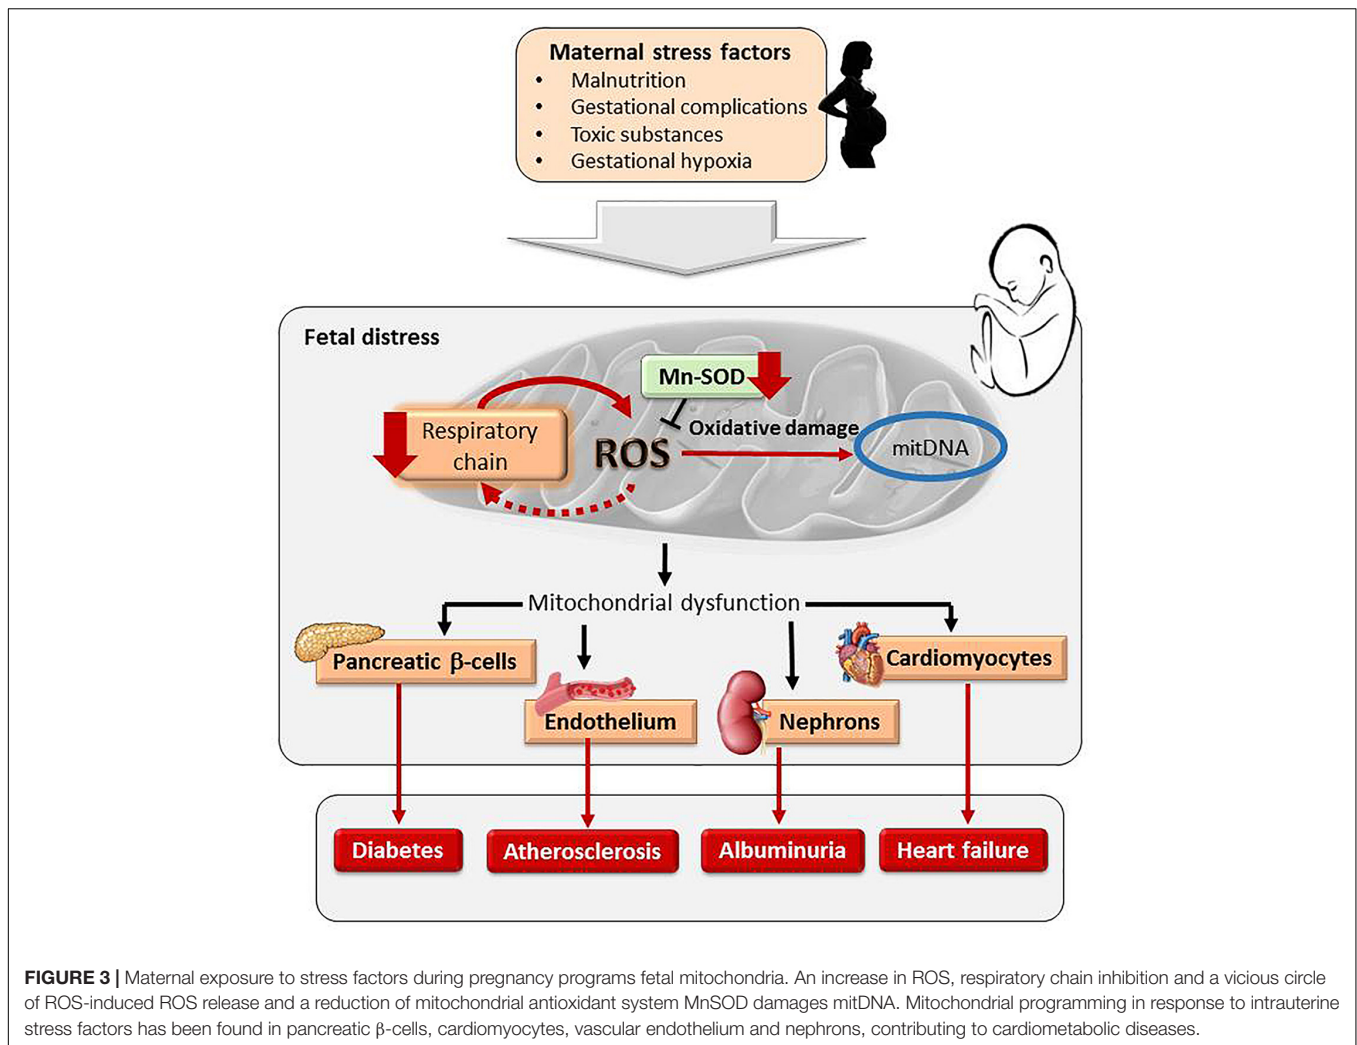 Maternal stress factors
• Malnutrition
• Gestational complications
• Toxic substances
• Gestational hypoxia
Fetal distress
Mn-SOD
Respiratory
chain
ROS
Oxidative damage
mitDNA
Mitochondrial dysfunction
Pancreatic β-cells
Endothelium
Nephrons
Cardiomyocytes
Diabetes
Atherosclerosis
Albuminuria
Heart failure
FIGURE 3 | Maternal exposure to stress factors during pregnancy programs fetal mitochondria. An increase in ROS, respiratory chain inhibition and a vicious circle
of ROS-induced ROS release and a reduction of mitochondrial antioxidant system MnSOD damages mitDNA. Mitochondrial programming in response to intrauterine
stress factors has been found in pancreatic β-cells, cardiomyocytes, vascular endothelium and nephrons, contributing to cardiometabolic diseases.